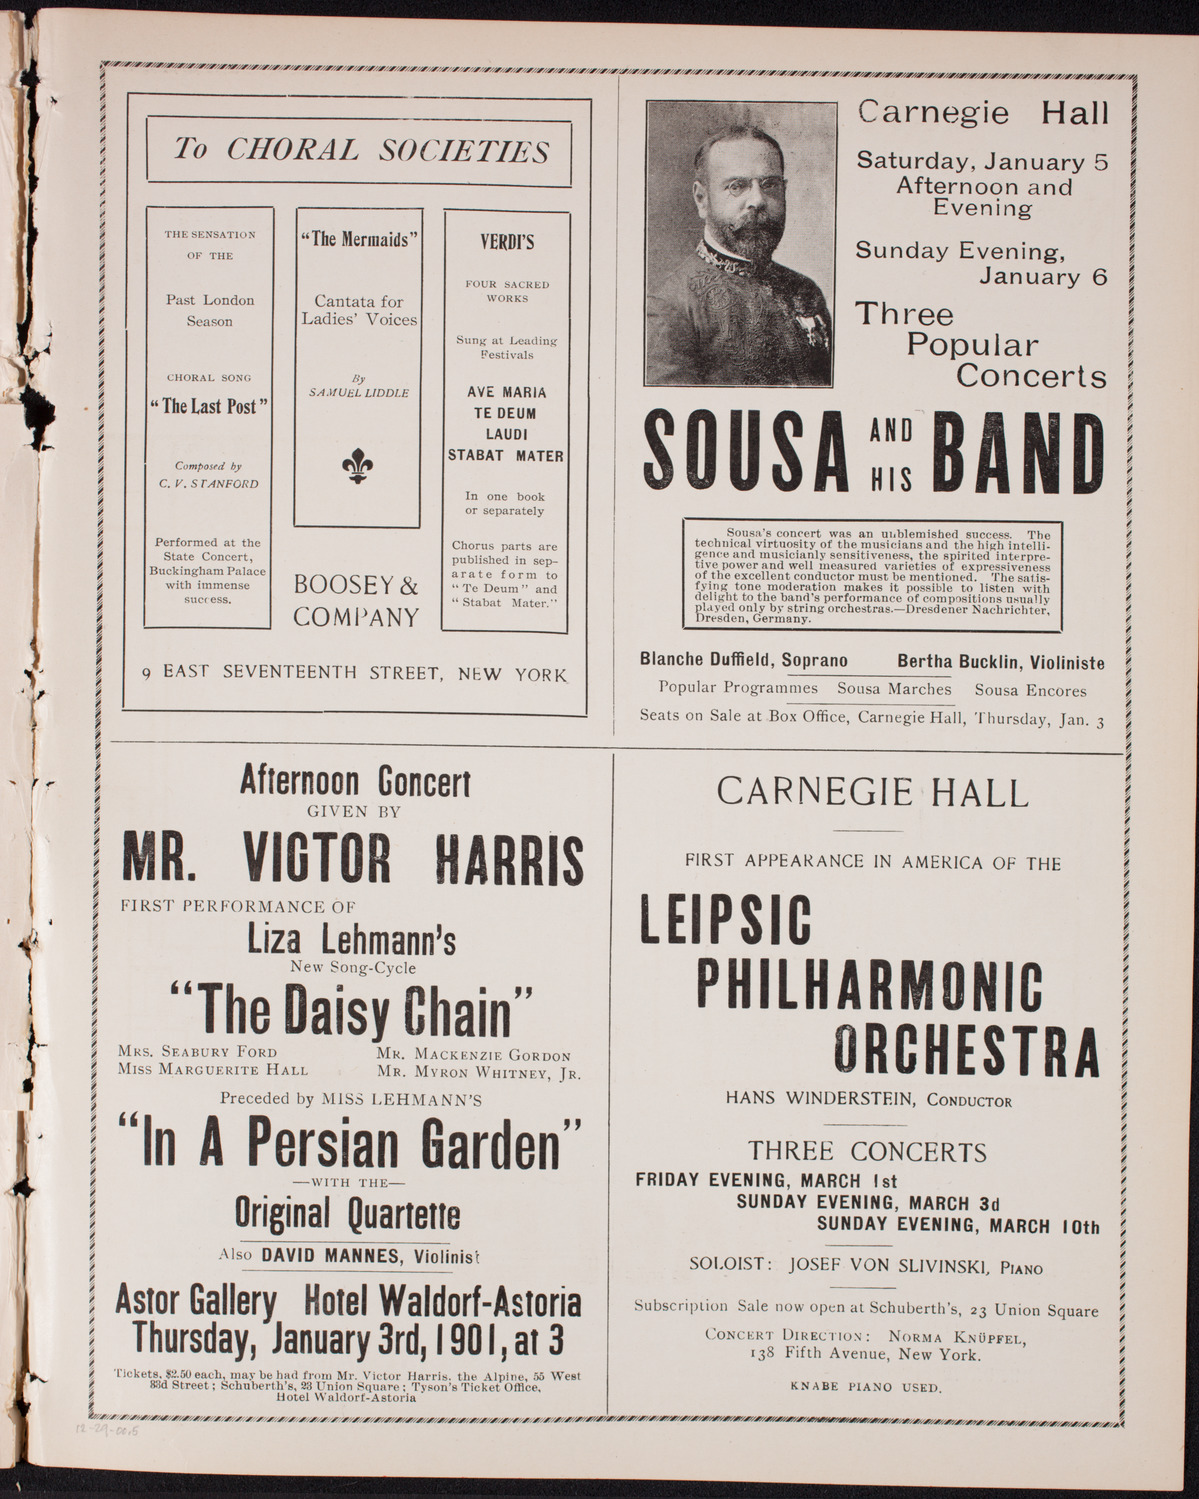 To CHORAL SOCIETIES
THE SENSATION
OF THE
Past London
Season
CHORAL SONG
“The Last Post”
Composed by
C. V. STANFORD
Performed at the
State Concert,
Buckingham Palace
with immense
success.
“The Mermaids”
Cantata for
Ladies’ Voices
By
SAMUEL LIDDLE
BOOSEY &
COMPANY
VERDI’S
FOUR SACRED
WORKS
Sung at Leading
Festivals
AVE MARIA
TE DEUM
LAUDI
STABAT MATER
In one book
or separately
Chorus parts are
published in sep-
arate form to
“Te Deum” and
“Stabat Mater.”
9 EAST SEVENTEENTH STREET, NEW YORK
Carnegie Hall
Saturday, January 5
Afternoon and
Evening
Sunday Evening,
January 6
Three
Popular
Concerts
SOUSA AND HIS BAND
Sousa's concert was an unblemished success. The
technical virtuosity of the musicians and the high intelli-
gence and musicianly sensitiveness, the spirited interpre-
tive power and well measured varieties of expressiveness
of the excellent conductor must be mentioned. The satis-
fying tone moderation makes it possible to listen with
delight to the band's performance of compositions usually
played only by string orchestras.—Dresdener Nachrichter,
Dresden, Germany.
Blanche Duffield, Soprano Bertha Bucklin, Violiniste
Popular Programmes Sousa Marches Sousa Encores
Seats on Sale at Box Office, Carnegie Hall, Thursday, Jan. 3
Afternoon Concert
GIVEN BY
MR. VICTOR HARRIS
FIRST PERFORMANCE OF
Liza Lehmann’s
New Song-Cycle
“The Daisy Chain”
MRS. SEABURY FORD MR. MACKENZIE GORDON
MISS MARGUERITE HALL MR. MYRON WHITNEY, JR.
Preceded by MISS LEHMANN'S
“In A Persian Garden”
—WITH THE—
Original Quartette
Also DAVID MANNES, Violinist
Astor Gallery Hotel Waldorf-Astoria
Thursday, January 3rd, 1901, at 3
Tickets, $2.50 each, may be had from Mr. Victor Harris, the Alpine, 55 West
33d Street; Schuberth's, 23 Union Square; Tyson's Ticket Office,
Hotel Waldorf-Astoria
CARNEGIE HALL
FIRST APPEARANCE IN AMERICA OF THE
LEIPSIC
PHILHARMONIC
ORCHESTRA
HANS WINDERSTEIN, CONDUCTOR
THREE CONCERTS
FRIDAY EVENING, MARCH 1st
SUNDAY EVENING, MARCH 3d
SUNDAY EVENING, MARCH 10th
SOLOIST: JOSEF VON SLIVINSKI, PIANO
Subscription Sale now open at Schuberth's, 23 Union Square
CONCERT DIRECTION: NORMA KNÜPFEL,
138 Fifth Avenue, New York.
KNABE PIANO USED.
12-29-00.5